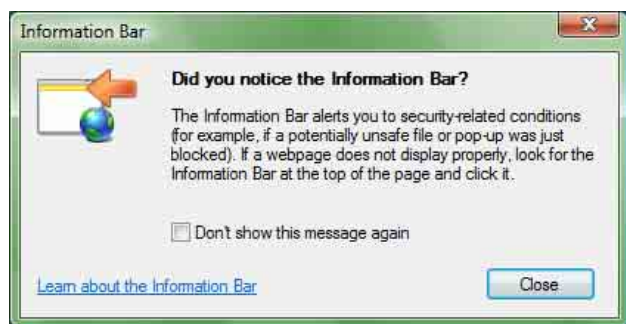 Information Bar
Did you notice the Information Bar?
The Information Bar alerts you to security-related conditions
(for example, if a potentially unsafe file or pop-up was just
blocked). If a webpage does not display properly, look for the
Information Bar at the top of the page and click it.
Don't show this message again
Learn about the Information Bar
Close